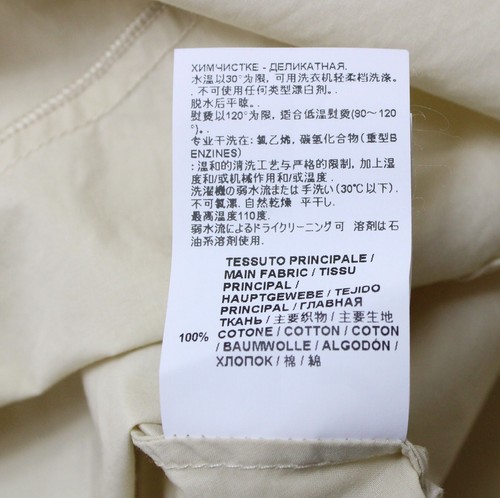 ХИМЧИСТКЕ - ДЕЛИКАТНАЯ.
水温以30°为限, 可用洗衣机轻柔档洗涤。
. 不可使用任何类型漂白剂。.
脱水后平晾。.
熨烫以120°为限, 适合低温熨烫(80～120
°)。.
专业干洗在: 氯乙烯, 碳氢化合物 (重型B
ENZINES)
: 温和的清洗工艺与严格的限制, 加上湿
度和/或机械作用和/或温度。
洗濯機の弱水流または手洗い (30℃以下).
不可氯漂. 自然乾燥 平干し.
最高温度110度.
弱水流によるドライクリーニング可 溶剤は石
油系溶剤使用.
TESSUTO PRINCIPALE /
MAIN FABRIC / TISSU
PRINCIPAL /
HAUPTGEWEBE / TEJIDO
PRINCIPAL / ГЛАВНАЯ
ТКАНЬ / 主要织物 / 主要生地
100% COTONE / COTTON / COTON
/ BAUMWOLLE / ALGODÓN /
ХЛОПОК / 棉 / 綿